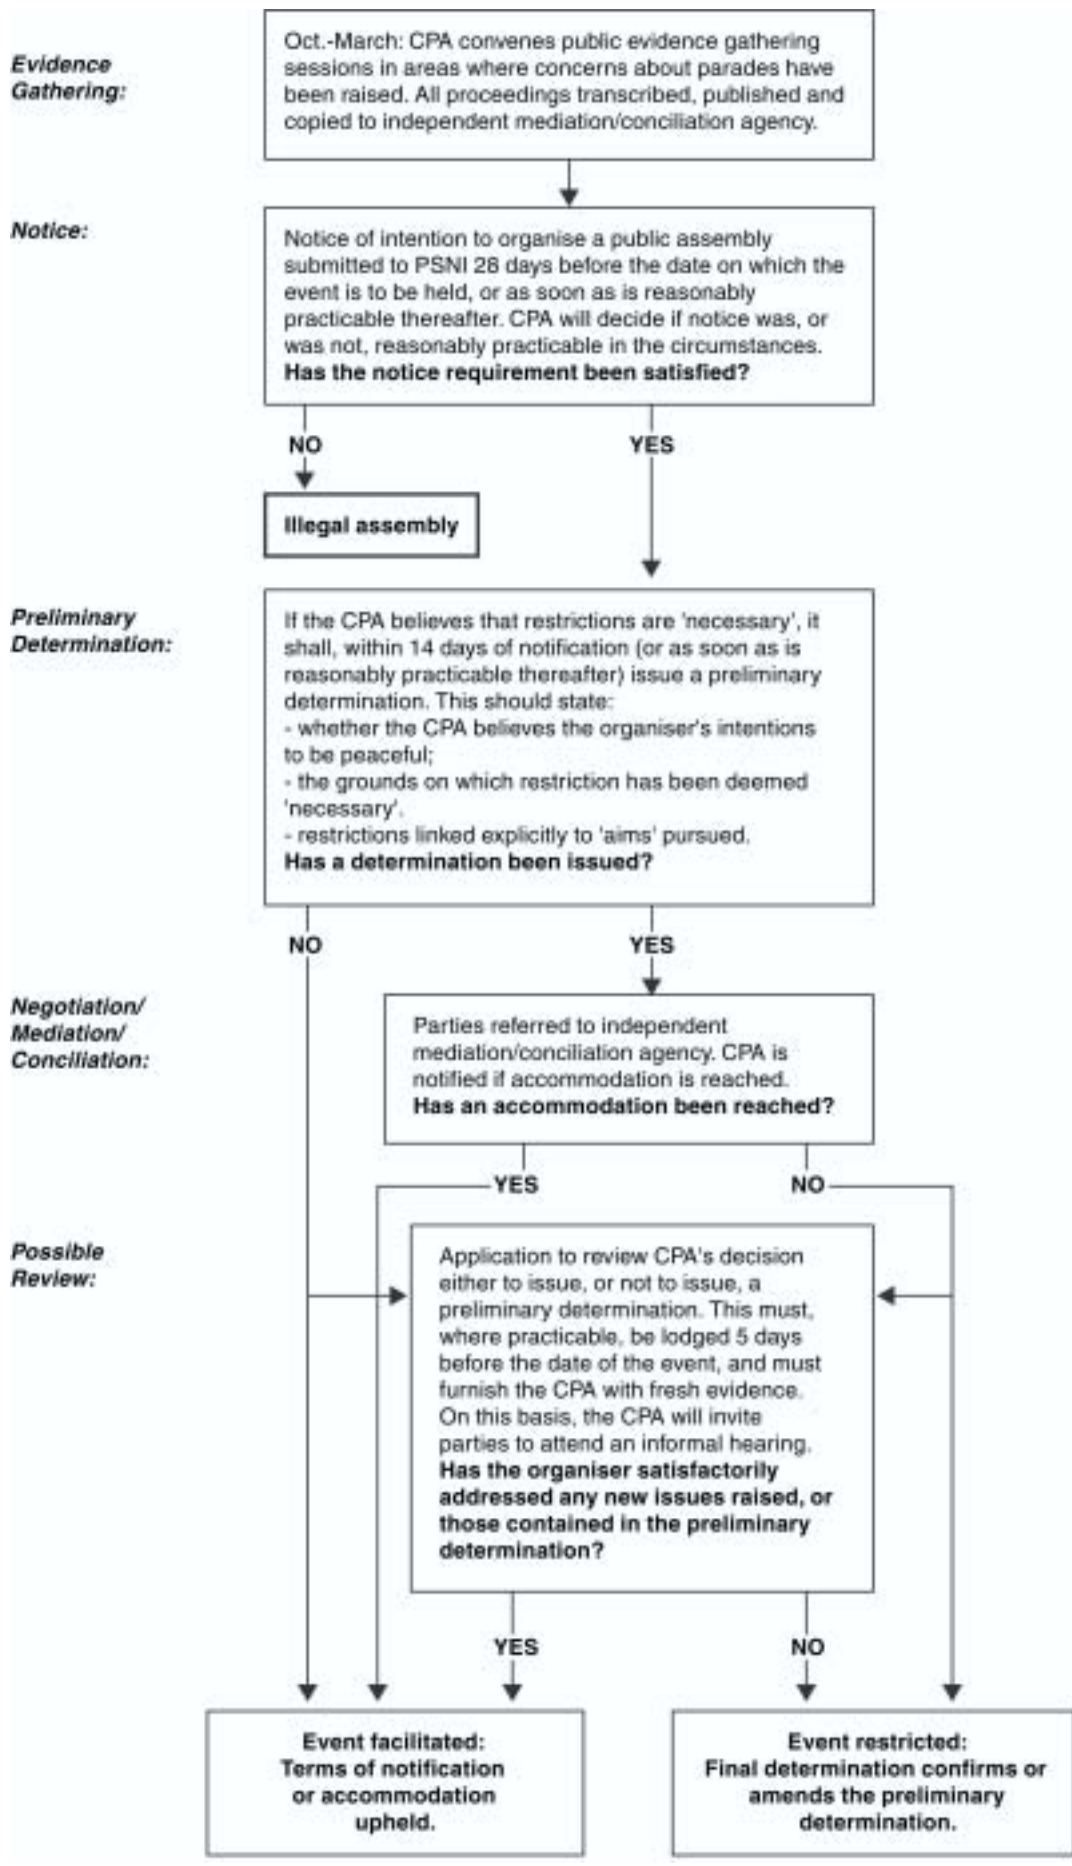 Evidence
Gathering:
Oct.-March: CPA convenes public evidence gathering
sessions in areas where concerns about parades have
been raised. All proceedings transcribed, published and
copied to independent mediation/conciliation agency.
Notice:
Notice of intention to organise a public assembly
submitted to PSNI 28 days before the date on which the
event is to be held, or as soon as is reasonably
practicable thereafter. CPA will decide if notice was, or
was not, reasonably practicable in the circumstances.
Has the notice requirement been satisfied?
NO
YES
Illegal assembly
Preliminary
Determination:
If the CPA believes that restrictions are 'necessary', it
shall, within 14 days of notification (or as soon as is
reasonably practicable thereafter) issue a preliminary
determination. This should state:
- whether the CPA believes the organiser's intentions
to be peaceful;
- the grounds on which restriction has been deemed
'necessary'.
- restrictions linked explicitly to 'aims' pursued.
Has a determination been issued?
NO
YES
Negotiation/
Mediation/
Conciliation:
Parties referred to independent
mediation/conciliation agency. CPA is
notified if accommodation is reached.
Has an accommodation been reached?
YES
NO
Possible
Review:
Application to review CPA's decision
either to issue, or not to issue, a
preliminary determination. This must,
where practicable, be lodged 5 days
before the date of the event, and must
furnish the CPA with fresh evidence.
On this basis, the CPA will invite
parties to attend an informal hearing.
Has the organiser satisfactorily
addressed any new issues raised, or
those contained in the preliminary
determination?
YES
NO
Event facilitated:
Terms of notification
or accommodation
upheld.
Event restricted:
Final determination confirms or
amends the preliminary
determination.